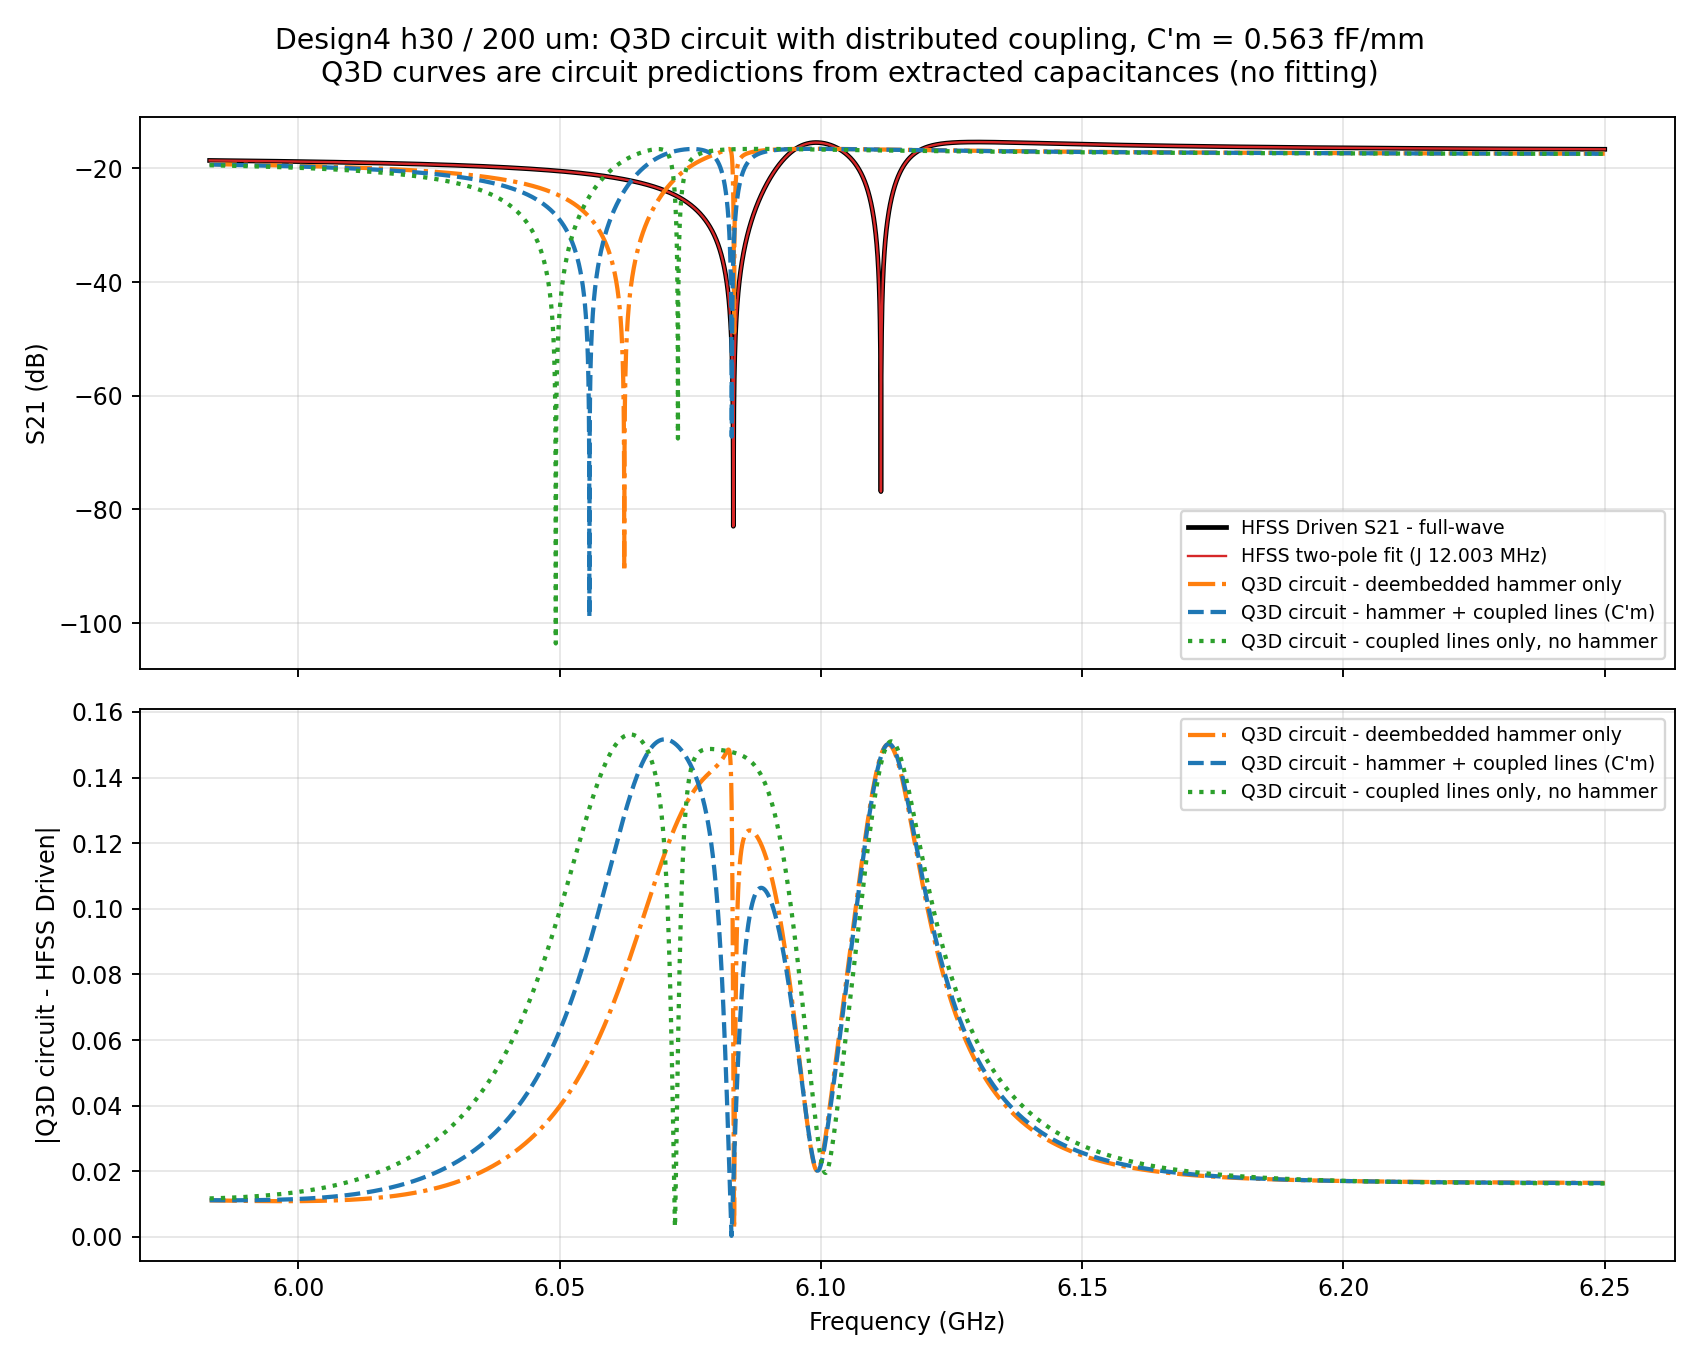 Design4 h30 / 200 um: Q3D circuit with distributed coupling, C'm = 0.563 fF/mm
Q3D curves are circuit predictions from extracted capacitances (no fitting)
S21 (dB)
−20
−40
−60
−80
−100
HFSS Driven S21 - full-wave
HFSS two-pole fit (J 12.003 MHz)
Q3D circuit - deembedded hammer only
Q3D circuit - hammer + coupled lines (C'm)
Q3D circuit - coupled lines only, no hammer
|Q3D circuit - HFSS Driven|
0.16
0.14
0.12
0.10
0.08
0.06
0.04
0.02
0.00
Q3D circuit - deembedded hammer only
Q3D circuit - hammer + coupled lines (C'm)
Q3D circuit - coupled lines only, no hammer
6.00
6.05
6.10
6.15
6.20
6.25
Frequency (GHz)